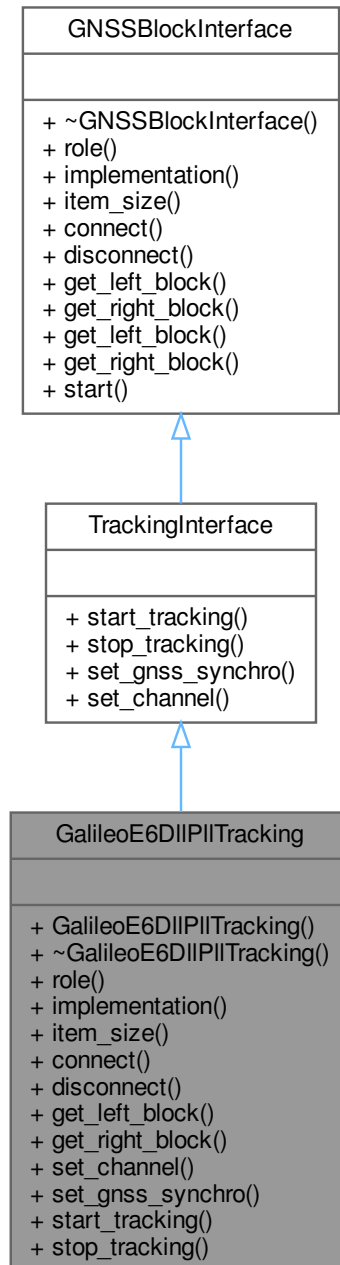 GNSSBlockInterface
+ ~GNSSBlockInterface()
+ role()
+ implementation()
+ item_size()
+ connect()
+ disconnect()
+ get_left_block()
+ get_right_block()
+ get_left_block()
+ get_right_block()
+ start()
TrackingInterface
+ start_tracking()
+ stop_tracking()
+ set_gnss_synchro()
+ set_channel()
GalileoE6DllPllTracking
+ GalileoE6DllPllTracking()
+ ~GalileoE6DllPllTracking()
+ role()
+ implementation()
+ item_size()
+ connect()
+ disconnect()
+ get_left_block()
+ get_right_block()
+ set_channel()
+ set_gnss_synchro()
+ start_tracking()
+ stop_tracking()